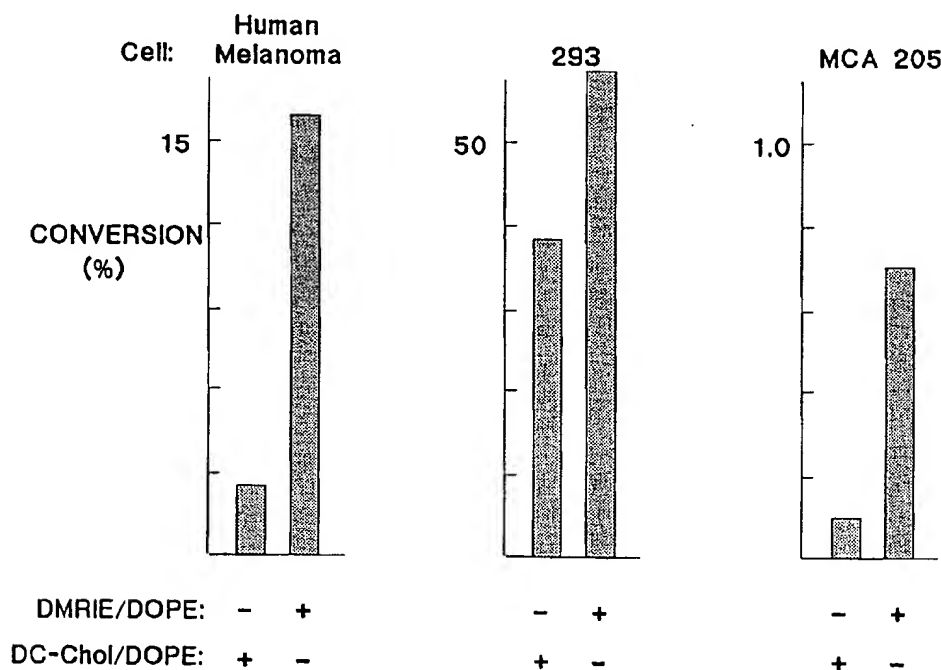 Cell: Human Melanoma 293 MCA 205
15 50 1.0
CONVERSION
(%)
DMRIE/DOPE: - + - + - +
DC-Chol/DOPE: + - + - + -